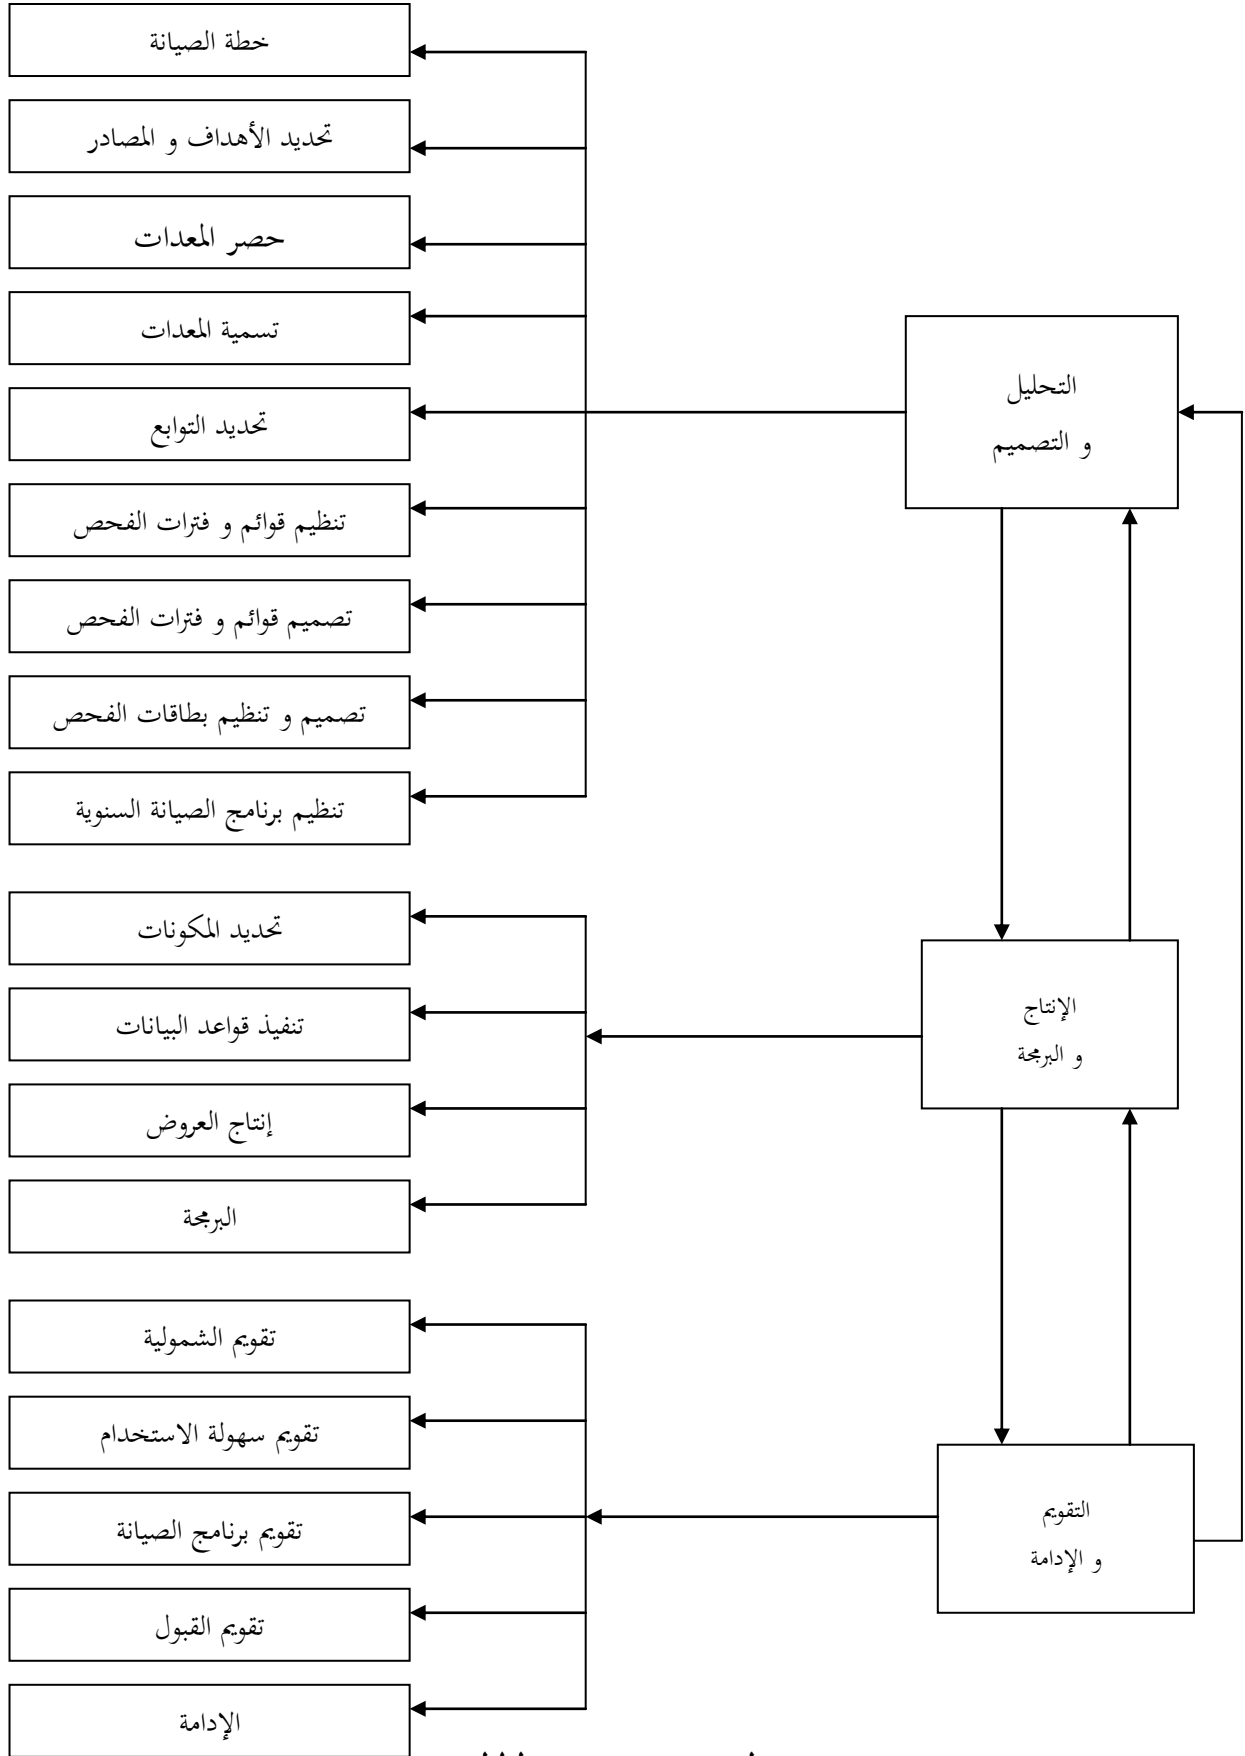 خطة الصيانة
تحديد الأهداف و المصادر
حصر المعدات
تسمية المعدات
تحديد التوابع
تنظيم قوائم و فترات الفحص
تصميم قوائم و فترات الفحص
تصميم و تنظيم بطاقات الفحص
تنظيم برنامج الصيانة السنوية
التحليل
و التصميم
تحديد المكونات
تنفيذ قواعد البيانات
إنتاج العروض
البرمجة
الإنتاج
و البرمجة
تقويم الشمولية
تقويم سهولة الاستخدام
تقويم برنامج الصيانة
تقويم القبول
الإدامة
التقويم
و الإدامة